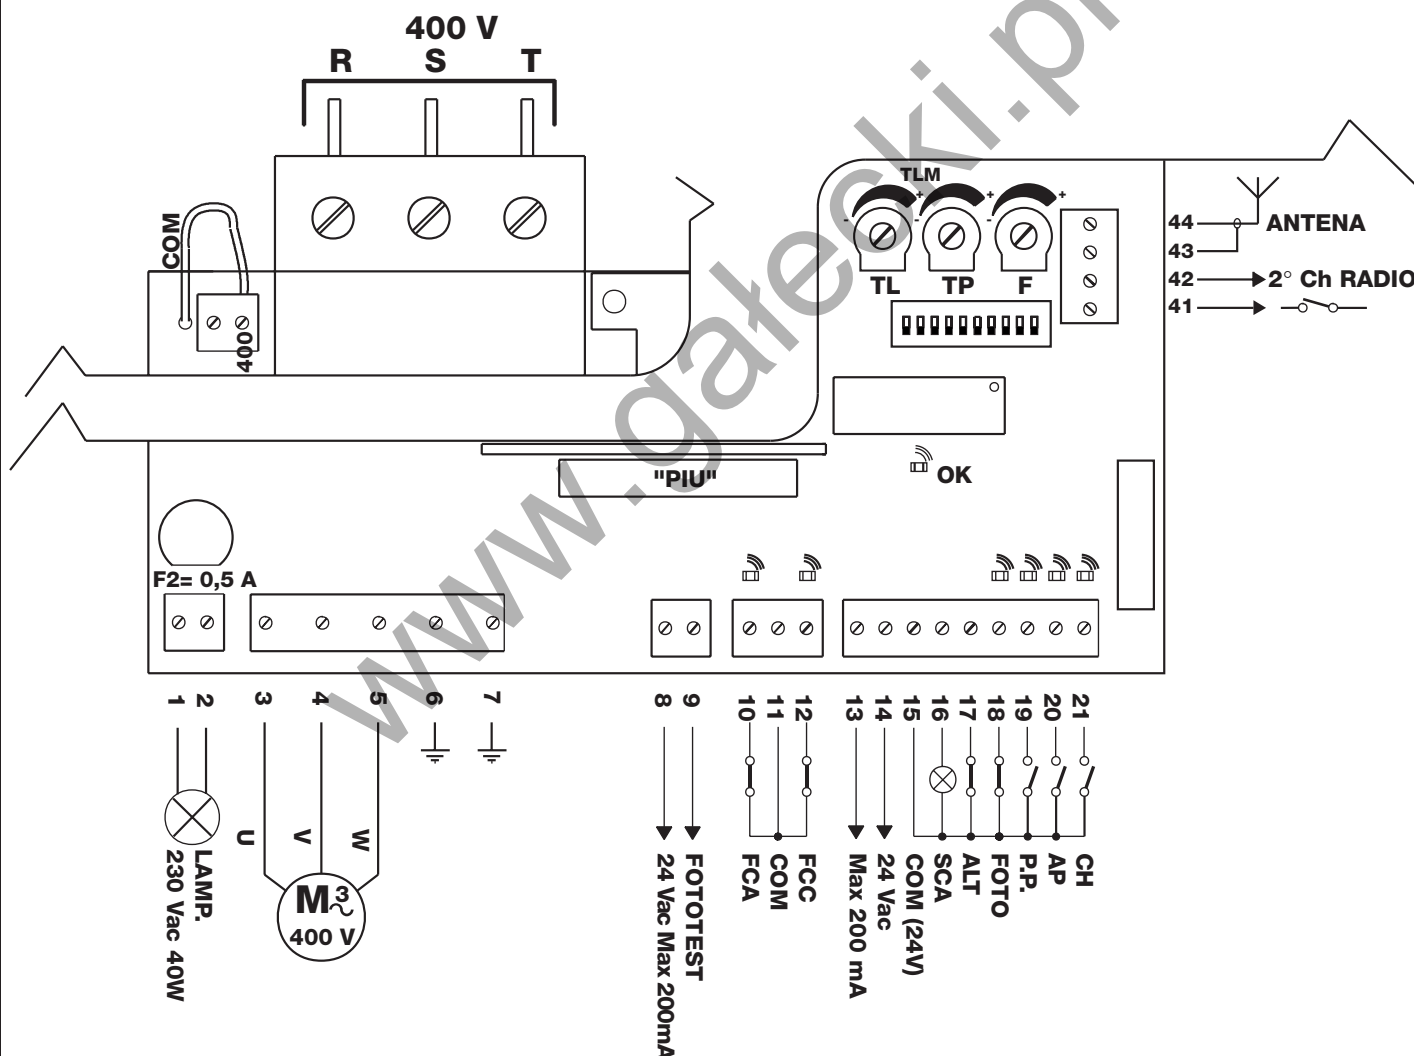 400 V
R S T
COM
400
TLM
- + - + - +
TL TP F
44 ANTENA
43
42 2° Ch RADIO
41
"PIU"
OK
F2= 0,5 A
1 2 3 4 5 6 7 8 9 10 11 12 13 14 15 16 17 18 19 20 21
LAMP.
230 Vac 40W
U V W
M 3~
400 V
24 Vac Max 200mA
FOTOTEST
FCA
COM
FCC
Max 200 mA
24 Vac
COM (24V)
SCA
ALT
FOTO
P.P.
AP
CH
www.gałecki.pl